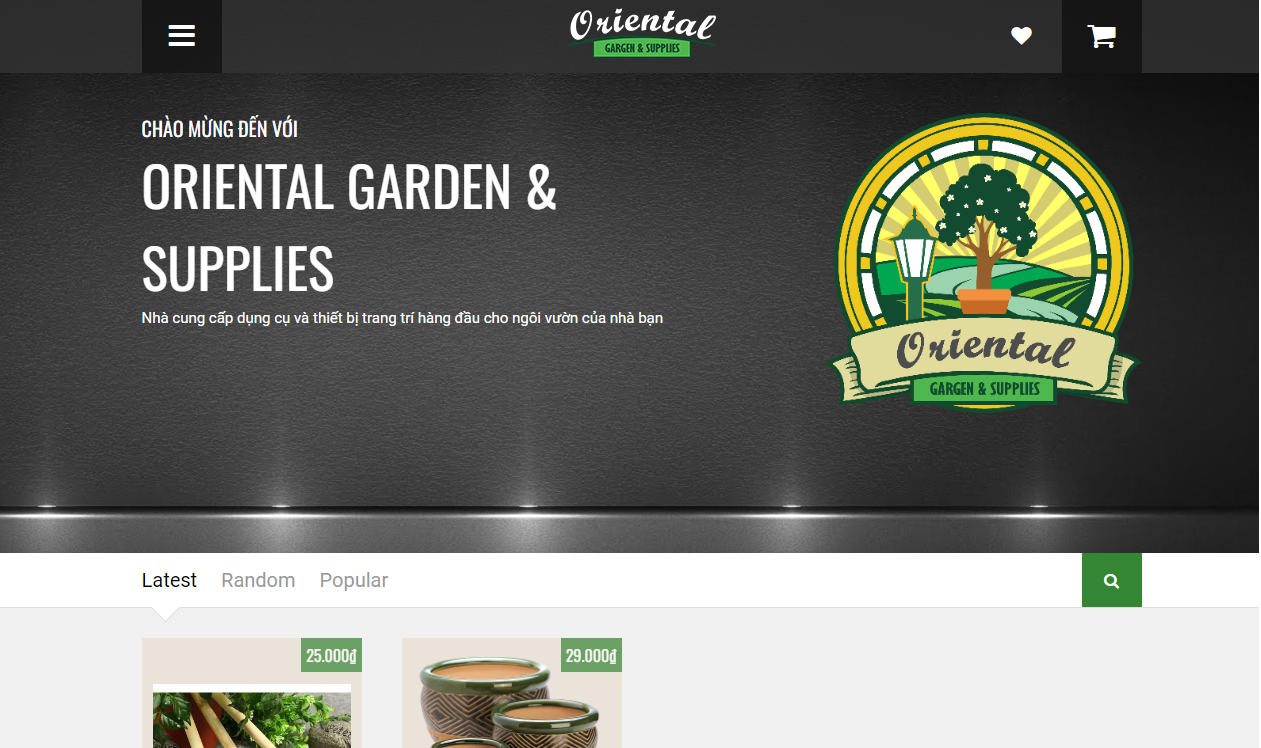 Oriental
GARGEN & SUPPLIES
CHÀO MỪNG ĐẾN VỚI
ORIENTAL GARDEN &
SUPPLIES
Nhà cung cấp dụng cụ và thiết bị trang trí hàng đầu cho ngôi vườn của nhà bạn
Oriental
GARGEN & SUPPLIES
Latest Random Popular
25.000₫ 29.000₫